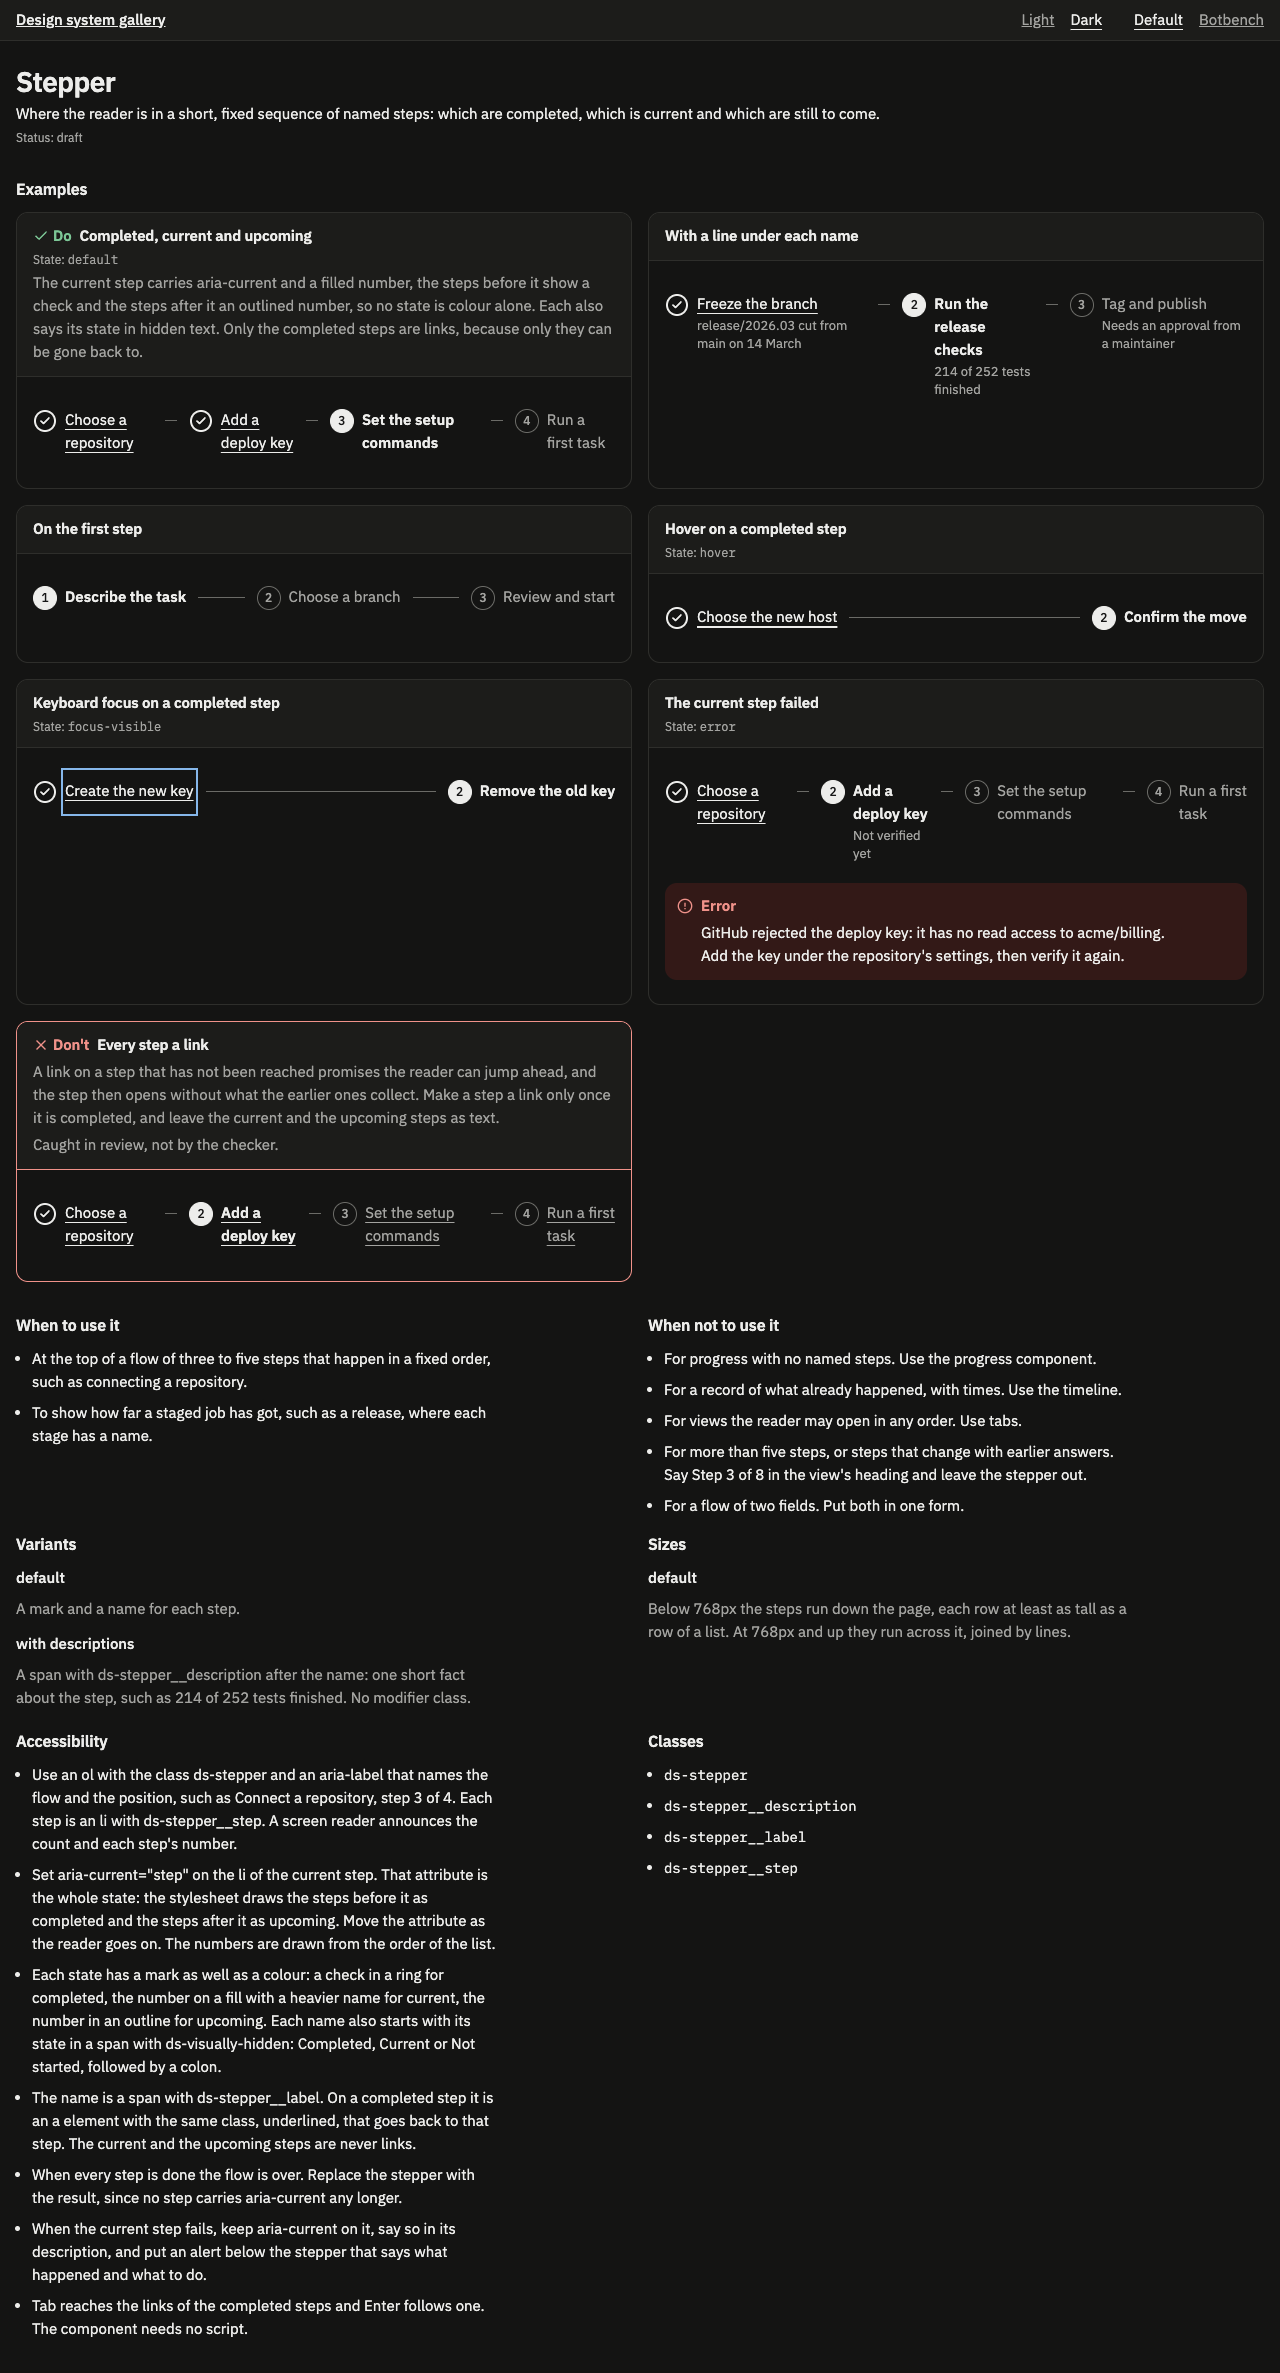 Design system gallery
Light Dark Default Botbench
Stepper
Where the reader is in a short, fixed sequence of named steps: which are completed, which is current and which are still to come.
Status: draft
Examples
Do Completed, current and upcoming
State: default
The current step carries aria-current and a filled number, the steps before it show a
check and the steps after it an outlined number, so no state is colour alone. Each also
says its state in hidden text. Only the completed steps are links, because only they can
be gone back to.
Choose a
repository
Add a
deploy key
3 Set the setup
commands
4 Run a
first task
With a line under each name
Freeze the branch
release/2026.03 cut from
main on 14 March
2 Run the
release
checks
214 of 252 tests
finished
3 Tag and publish
Needs an approval from
a maintainer
On the first step
1 Describe the task
2 Choose a branch
3 Review and start
Hover on a completed step
State: hover
Choose the new host
2 Confirm the move
Keyboard focus on a completed step
State: focus-visible
Create the new key
2 Remove the old key
The current step failed
State: error
Choose a
repository
2 Add a
deploy key
Not verified
yet
3 Set the setup
commands
4 Run a first
task
Error
GitHub rejected the deploy key: it has no read access to acme/billing.
Add the key under the repository's settings, then verify it again.
Don't Every step a link
A link on a step that has not been reached promises the reader can jump ahead, and
the step then opens without what the earlier ones collect. Make a step a link only once
it is completed, and leave the current and the upcoming steps as text.
Caught in review, not by the checker.
Choose a
repository
2 Add a
deploy key
3 Set the setup
commands
4 Run a first
task
When to use it
At the top of a flow of three to five steps that happen in a fixed order,
such as connecting a repository.
To show how far a staged job has got, such as a release, where each
stage has a name.
When not to use it
For progress with no named steps. Use the progress component.
For a record of what already happened, with times. Use the timeline.
For views the reader may open in any order. Use tabs.
For more than five steps, or steps that change with earlier answers.
Say Step 3 of 8 in the view's heading and leave the stepper out.
For a flow of two fields. Put both in one form.
Variants
default
A mark and a name for each step.
with descriptions
A span with ds-stepper__description after the name: one short fact
about the step, such as 214 of 252 tests finished. No modifier class.
Sizes
default
Below 768px the steps run down the page, each row at least as tall as a
row of a list. At 768px and up they run across it, joined by lines.
Accessibility
Use an ol with the class ds-stepper and an aria-label that names the
flow and the position, such as Connect a repository, step 3 of 4. Each
step is an li with ds-stepper__step. A screen reader announces the
count and each step's number.
Set aria-current="step" on the li of the current step. That attribute is
the whole state: the stylesheet draws the steps before it as
completed and the steps after it as upcoming. Move the attribute as
the reader goes on. The numbers are drawn from the order of the list.
Each state has a mark as well as a colour: a check in a ring for
completed, the number on a fill with a heavier name for current, the
number in an outline for upcoming. Each name also starts with its
state in a span with ds-visually-hidden: Completed, Current or Not
started, followed by a colon.
The name is a span with ds-stepper__label. On a completed step it is
an a element with the same class, underlined, that goes back to that
step. The current and the upcoming steps are never links.
When every step is done the flow is over. Replace the stepper with
the result, since no step carries aria-current any longer.
When the current step fails, keep aria-current on it, say so in its
description, and put an alert below the stepper that says what
happened and what to do.
Tab reaches the links of the completed steps and Enter follows one.
The component needs no script.
Classes
ds-stepper
ds-stepper__description
ds-stepper__label
ds-stepper__step